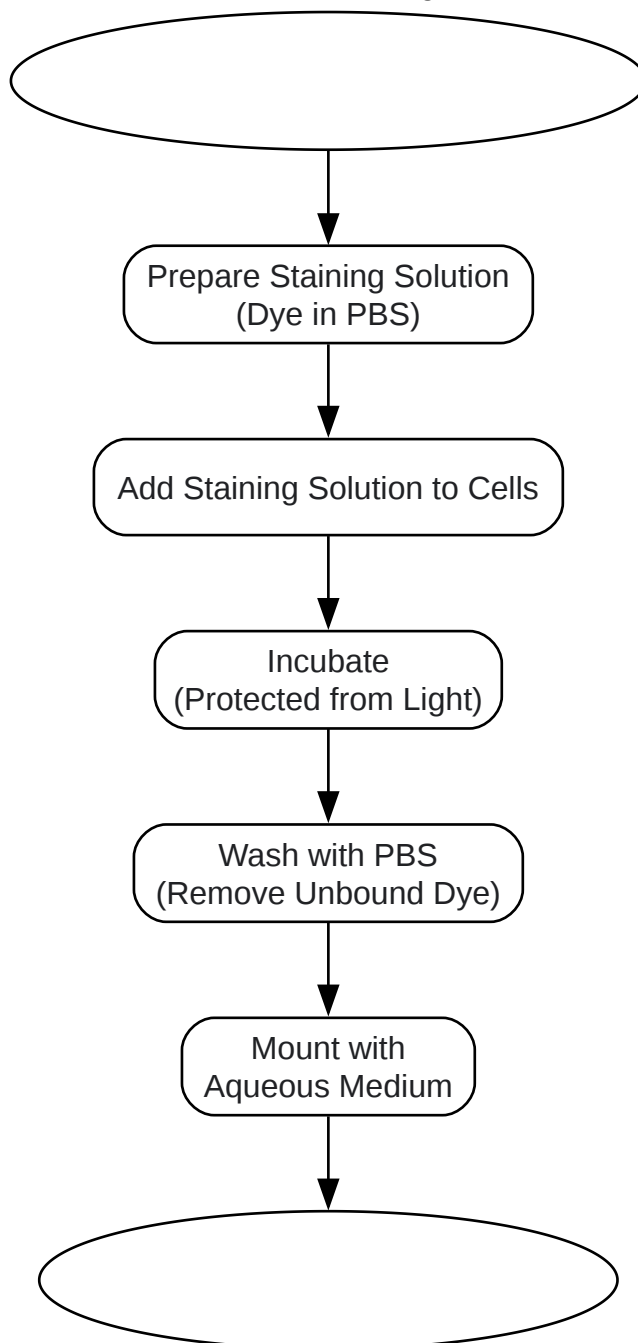 Prepare Staining Solution
(Dye in PBS)
Add Staining Solution to Cells
Incubate
(Protected from Light)
Wash with PBS
(Remove Unbound Dye)
Mount with
Aqueous Medium